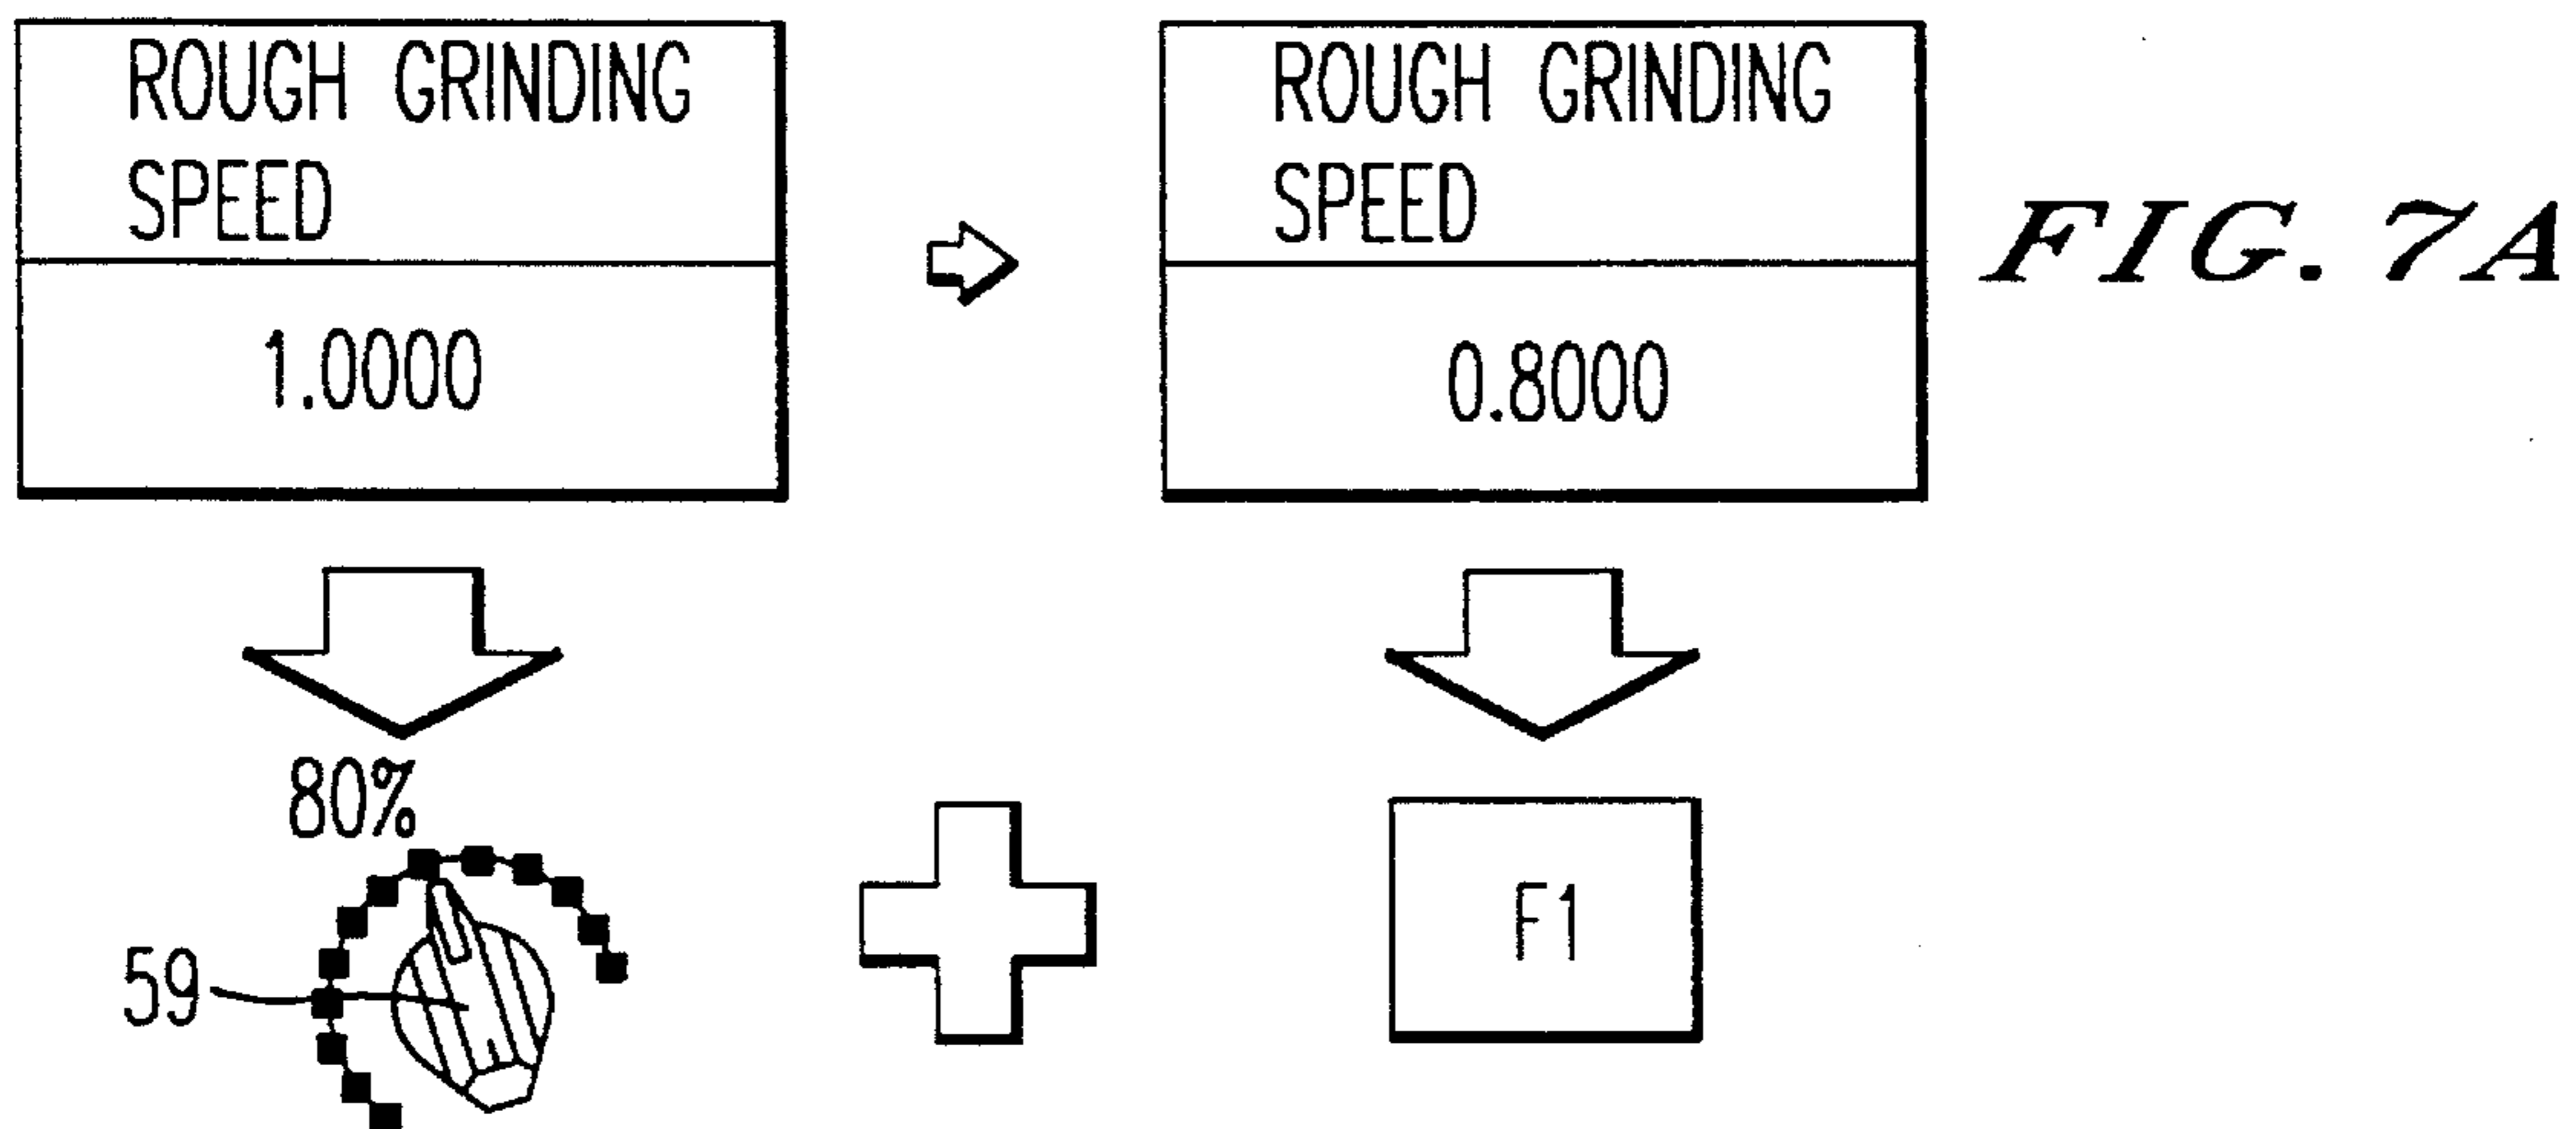 ROUGH GRINDING
SPEED
1.0000
ROUGH GRINDING
SPEED
0.8000
FIG. 7A
80%
59
F1